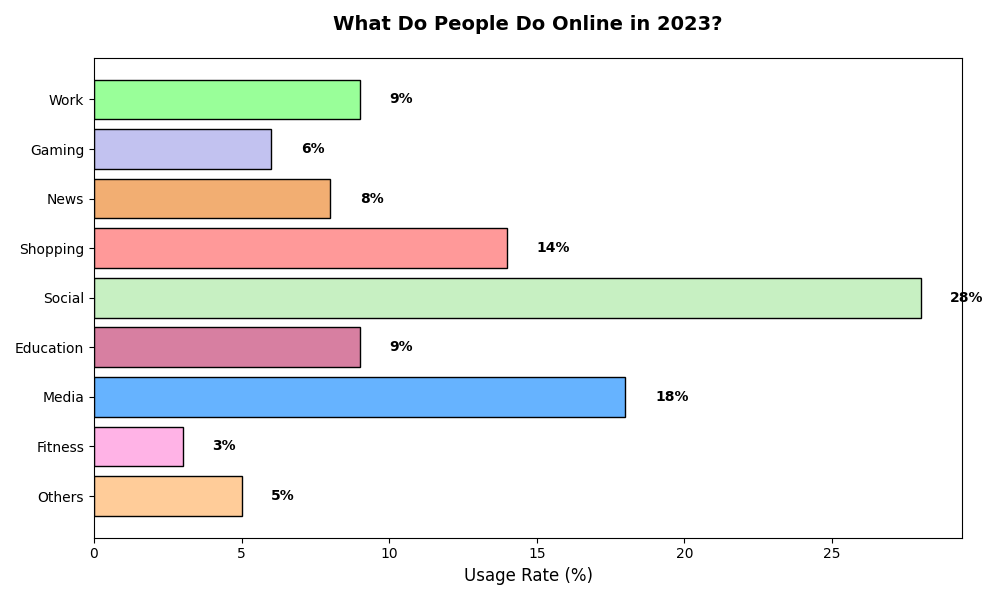 What Do People Do Online in 2023?
Work 9%
Gaming 6%
News 8%
Shopping 14%
Social 28%
Education 9%
Media 18%
Fitness 3%
Others 5%
0 5 10 15 20 25
Usage Rate (%)